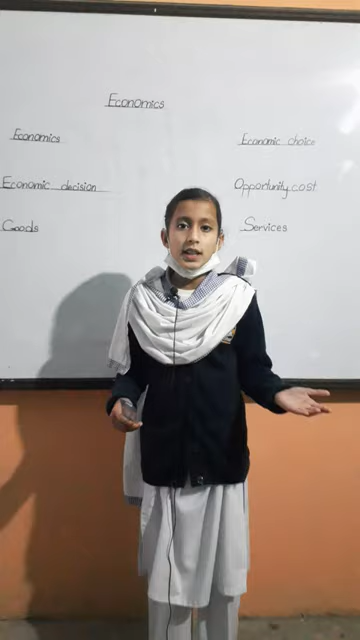 Economics
Economics
Economic choice
Economic decision
Opportunity cost
Goods
Services